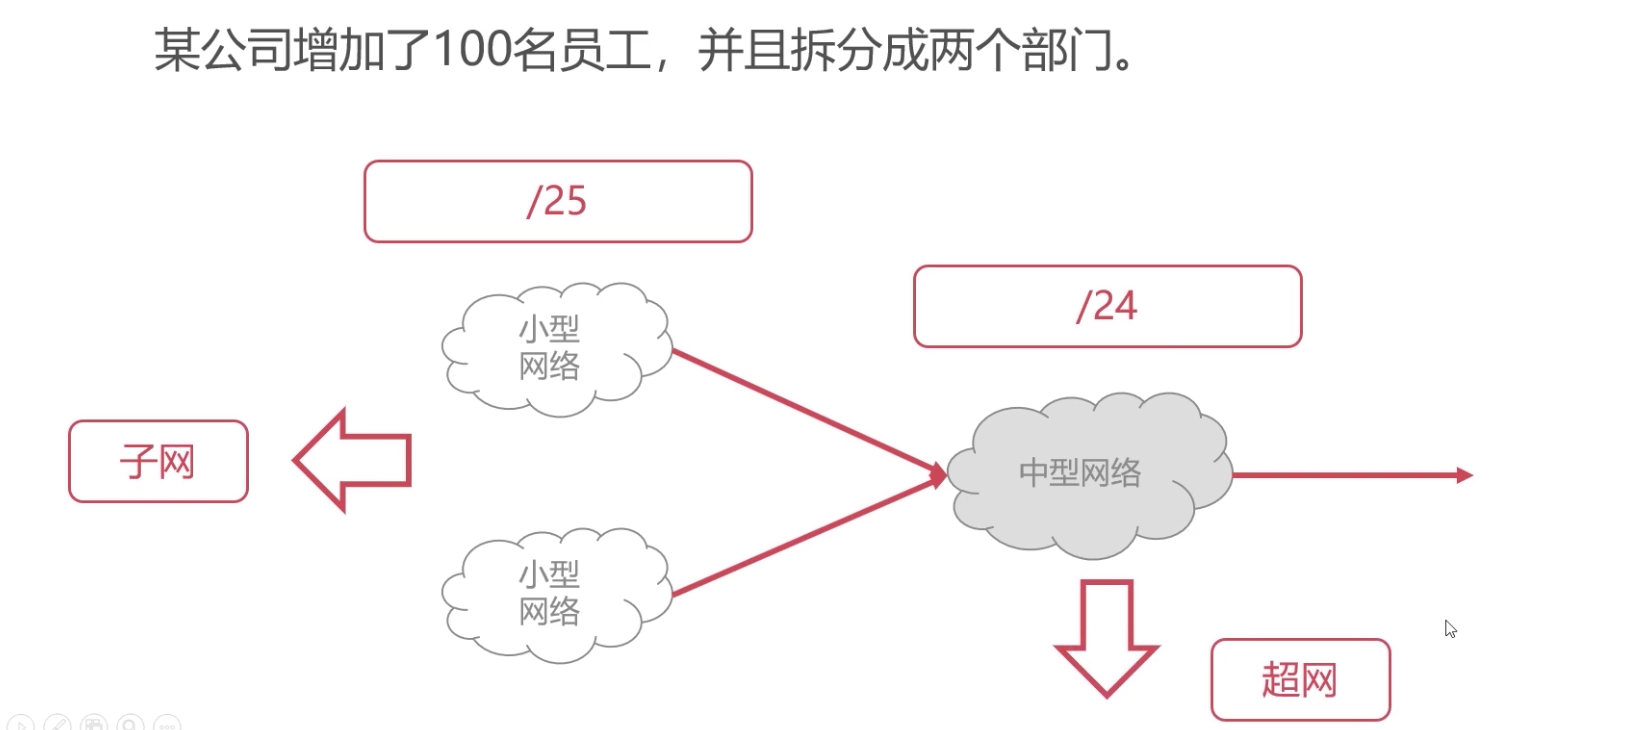 某公司增加了100名员工，并且拆分成两个部门。
/25
/24
小型
网络
子网
中型网络
小型
网络
超网